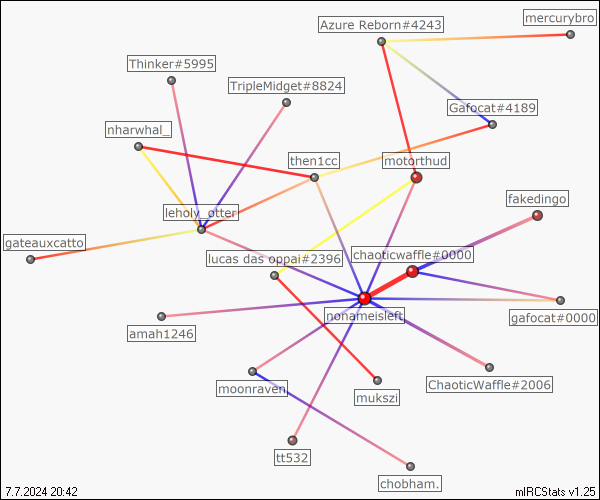 mercurybro
Azure Reborn#4243
Thinker#5995
TripleMidget#8824
Gafocat#4189
nharwhal_
then1cc
motorthud
fakedingo
leholy_otter
gateauxcatto
chaoticwaffle#0000
lucas das oppai#2396
nonameisleft
gafocat#0000
amah1246
moonraven
mukszi
ChaoticWaffle#2006
tt532
chobham.
7.7.2024 20:42
mIRCStats v1.25